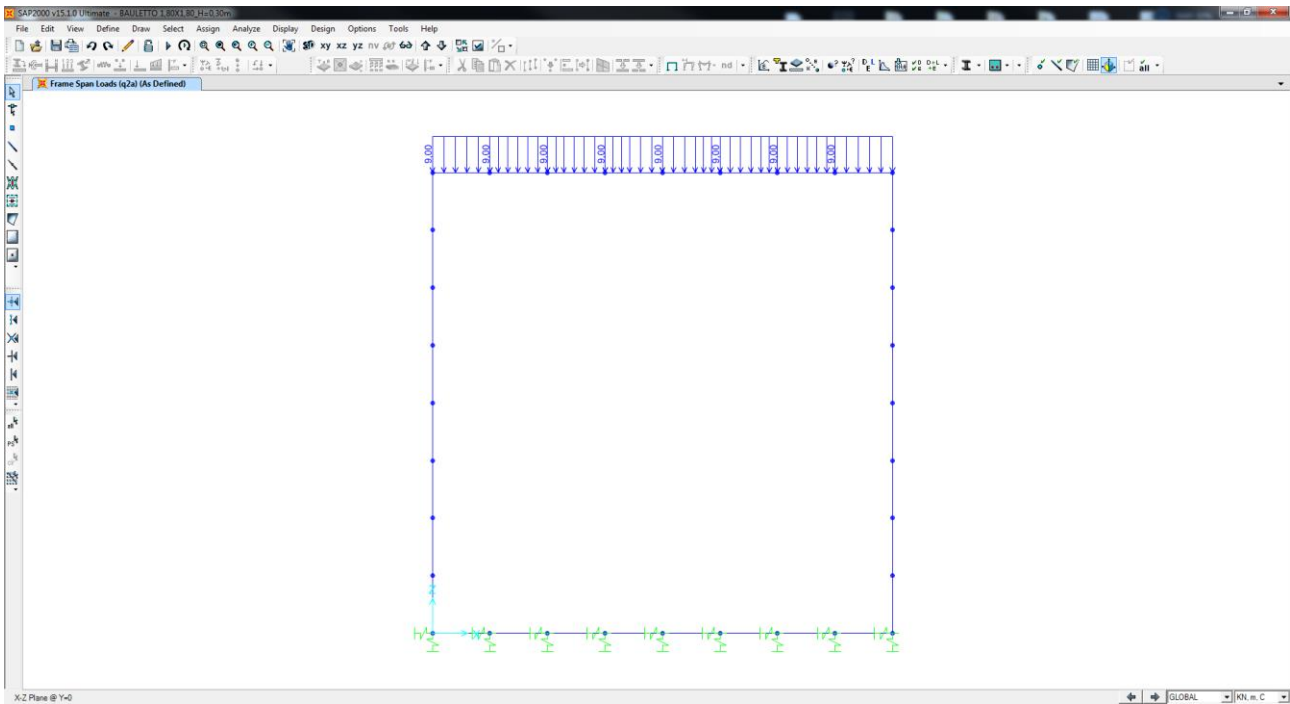 SAP2000 v15.1.0 Ultimate - BAULETTO 1,80X1,80_H=0,30m
File Edit View Define Draw Select Assign Analyze Display Design Options Tools Help
xy xz yz nv
nd
all
Frame Span Loads (q2a) (As Defined)
9.00 9.00 9.00 9.00 9.00 9.00 9.00 9.00
Z
X
X-Z Plane @ Y=0
GLOBAL
KN, m, C